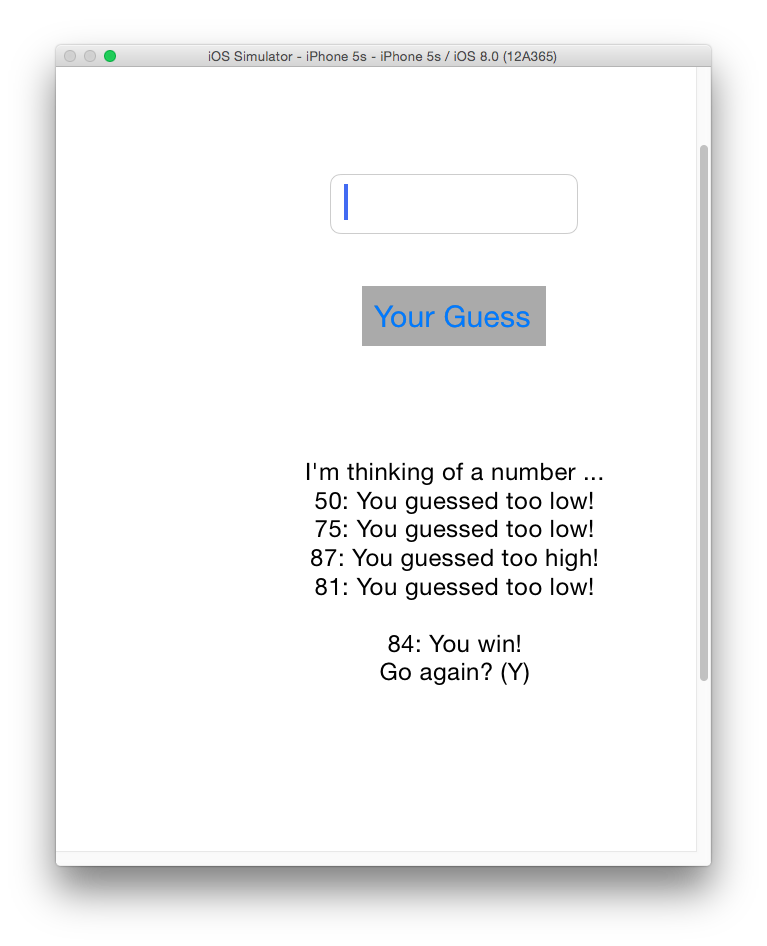 iOS Simulator - iPhone 5s - iPhone 5s / iOS 8.0 (12A365)
Your Guess
I'm thinking of a number ...
50: You guessed too low!
75: You guessed too low!
87: You guessed too high!
81: You guessed too low!
84: You win!
Go again? (Y)